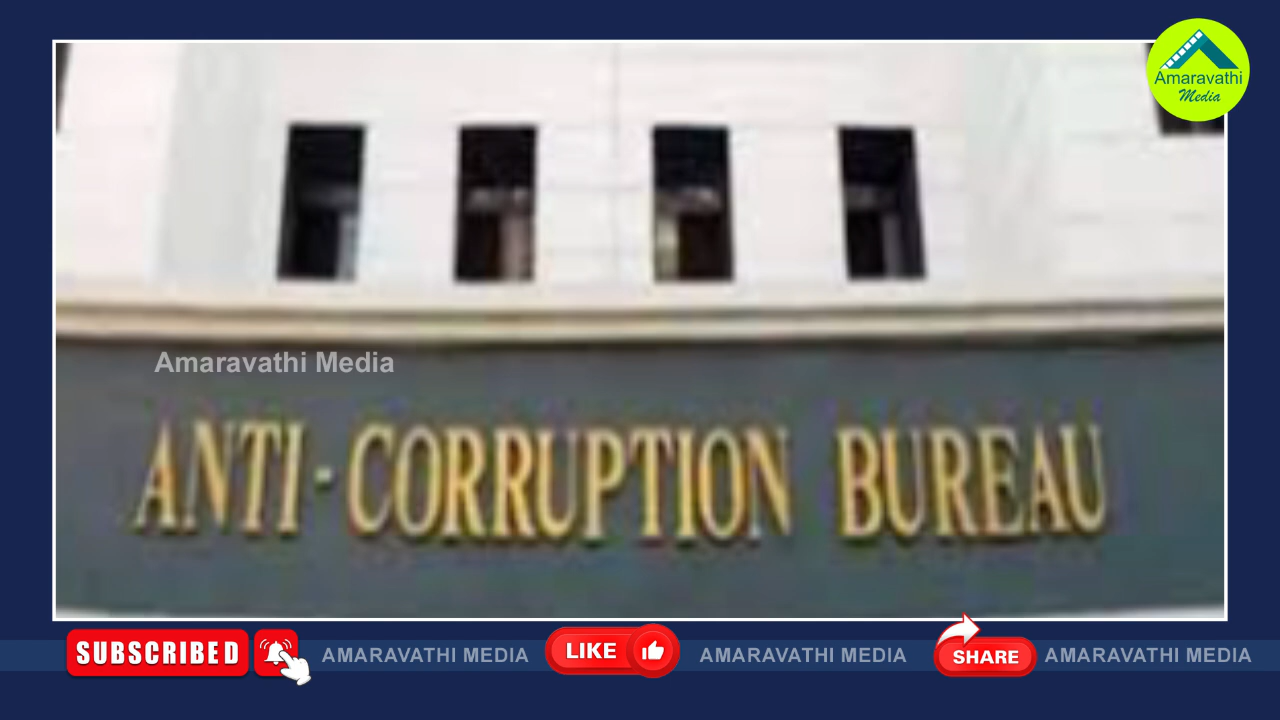 Amaravathi
Media
Amaravathi Media
ANTI-CORRUPTION BUREAU
SUBSCRIBED
AMARAVATHI MEDIA
LIKE
AMARAVATHI MEDIA
SHARE
AMARAVATHI MEDIA